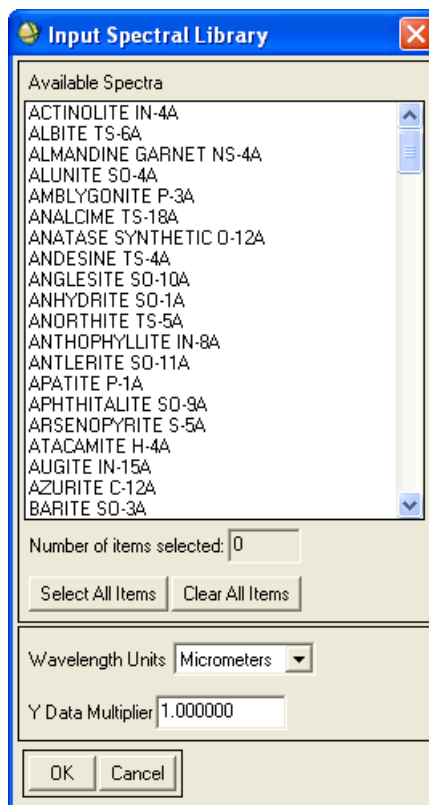 Input Spectral Library
Available Spectra
ACTINOLITE IN-4A
ALBITE TS-6A
ALMANDINE GARNET NS-4A
ALUNITE SO-4A
AMBLYGONITE P-3A
ANALCIME TS-18A
ANATASE SYNTHETIC O-12A
ANDESINE TS-4A
ANGLESITE SO-10A
ANHYDRITE SO-1A
ANORTHITE TS-5A
ANTHOPHYLLITE IN-8A
ANTLERITE SO-11A
APATITE P-1A
APHTHITALITE SO-9A
ARSENOPYRITE S-5A
ATACAMITE H-4A
AUGITE IN-15A
AZURITE C-12A
BARITE SO-3A
Number of items selected: 0
Select All Items Clear All Items
Wavelength Units Micrometers
Y Data Multiplier 1.000000
OK Cancel